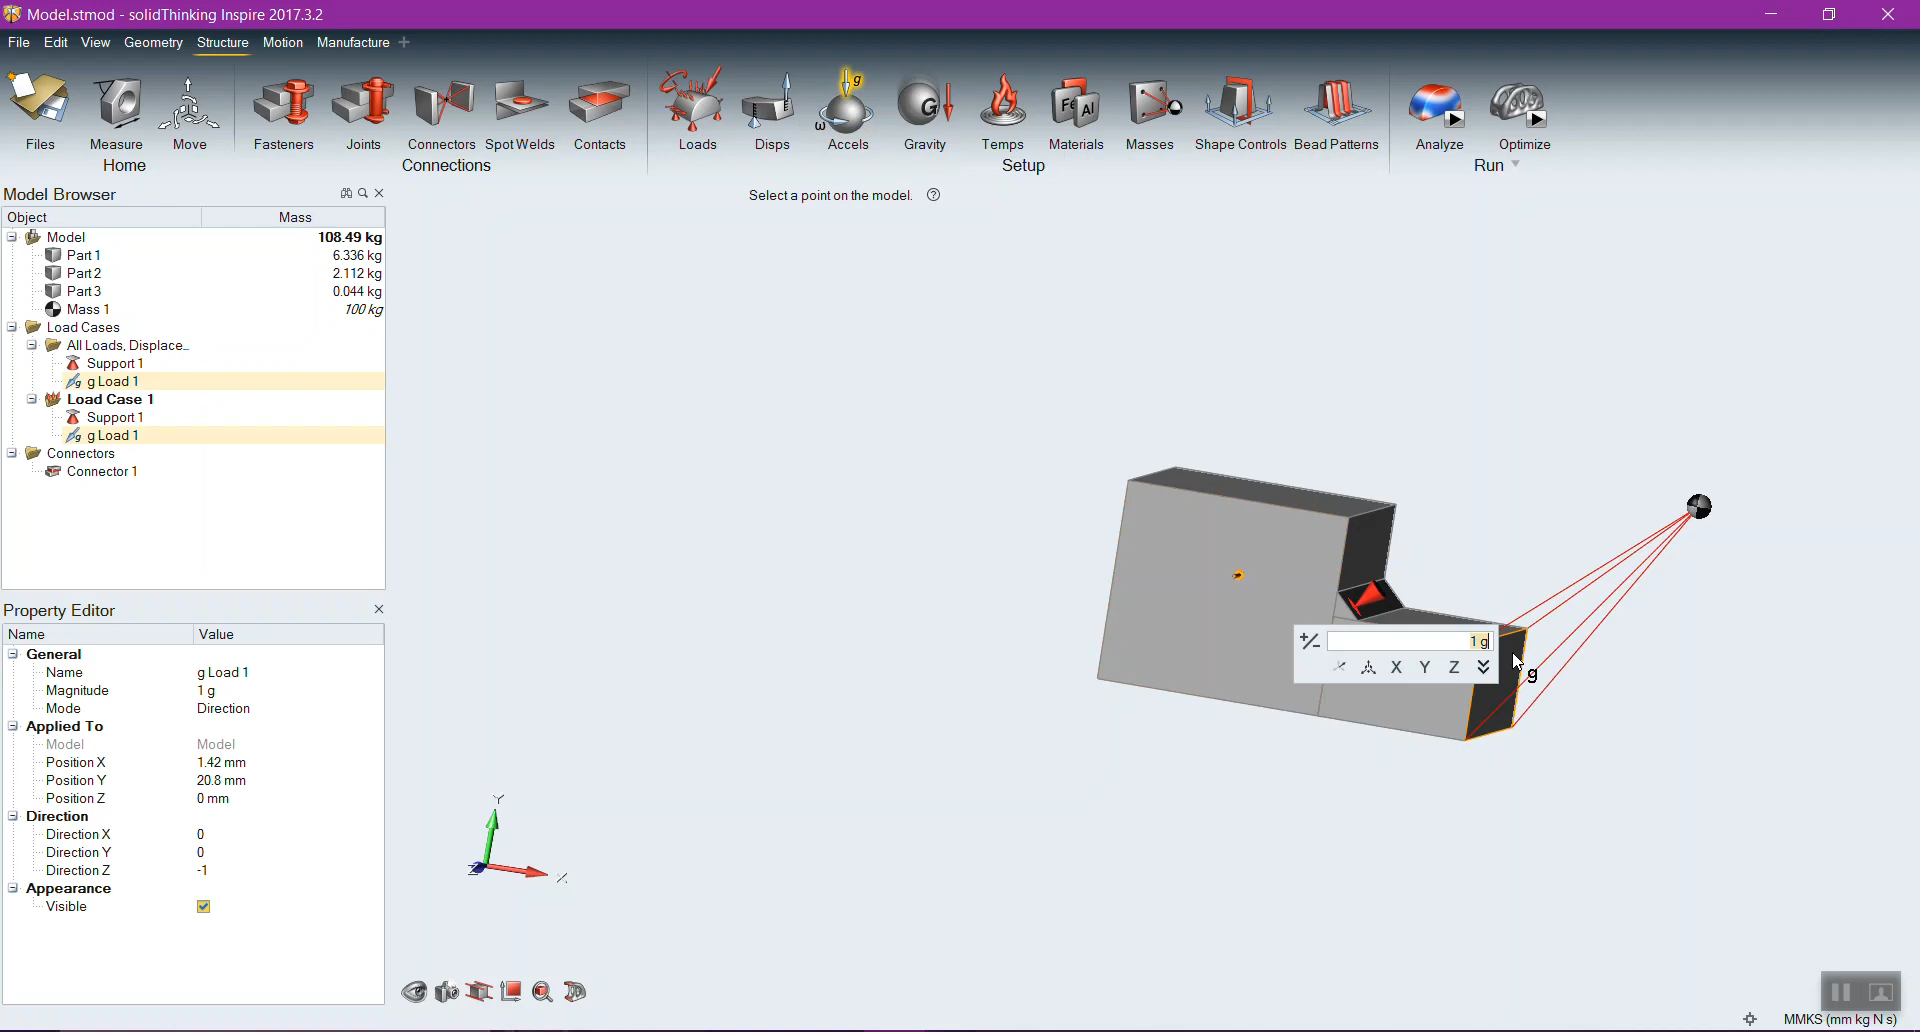 Model.stmod - solidThinking Inspire 2017.3.2
File Edit View Geometry Structure Motion Manufacture
Files Measure Move Fasteners Joints Connectors Spot Welds Contacts Loads Disps Accels Gravity Temps Materials Masses Shape Controls Bead Patterns Analyze Optimize
Home Connections Setup Run
Model Browser
Select a point on the model.
Object Mass
Model 108.49 kg
Part 1 6.336 kg
Part 2 2.112 kg
Part 3 0.044 kg
Mass 1 100 kg
Load Cases
All Loads, Displace...
Support 1
g Load 1
Load Case 1
Support 1
g Load 1
Connectors
Connector 1
Property Editor
Name Value
General
Name g Load 1
Magnitude 1 g
Mode Direction
Applied To
Model Model
Position X 1.42 mm
Position Y 20.8 mm
Position Z 0 mm
Direction
Direction X 0
Direction Y 0
Direction Z -1
Appearance
Visible
1 g
X Y Z
g
Y
Z X
MMKS (mm kg N s)